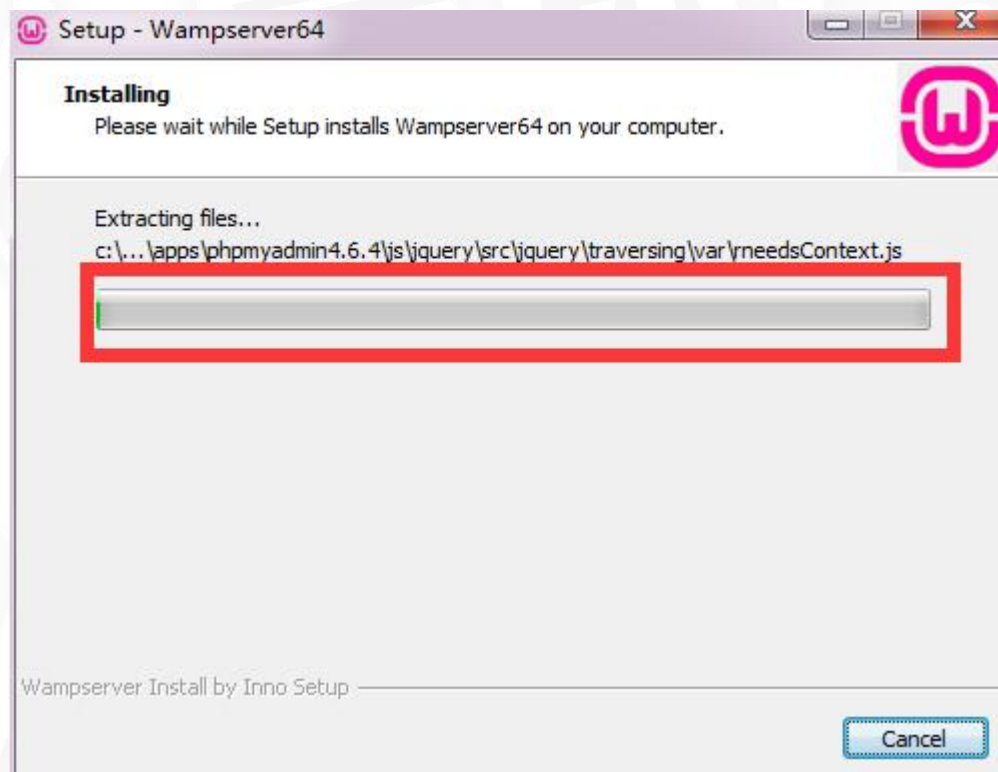 Setup - Wampserver64
Installing
Please wait while Setup installs Wampserver64 on your computer.
Extracting files...
c:\...\apps\phpmyadmin4.6.4\js\jquery\src\jquery\traversing\var\rneedsContext.js
Wampserver Install by Inno Setup
Cancel